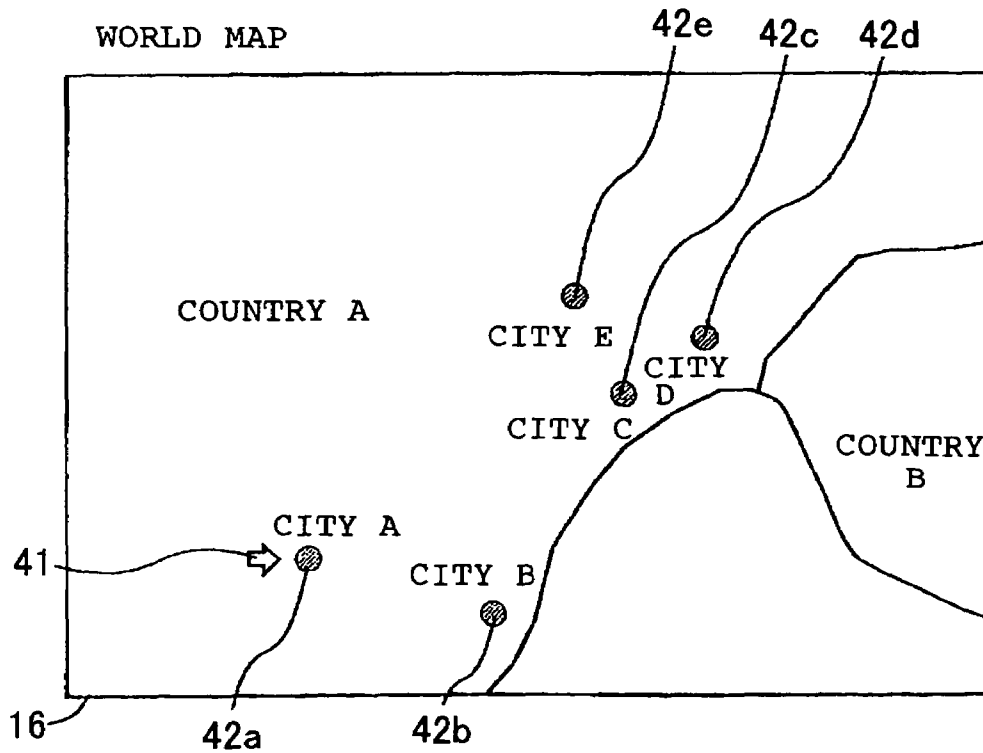 WORLD MAP
42e
42c
42d
COUNTRY A
CITY E
CITY
D
CITY C
COUNTRY
B
CITY A
41
CITY B
16
42a
42b